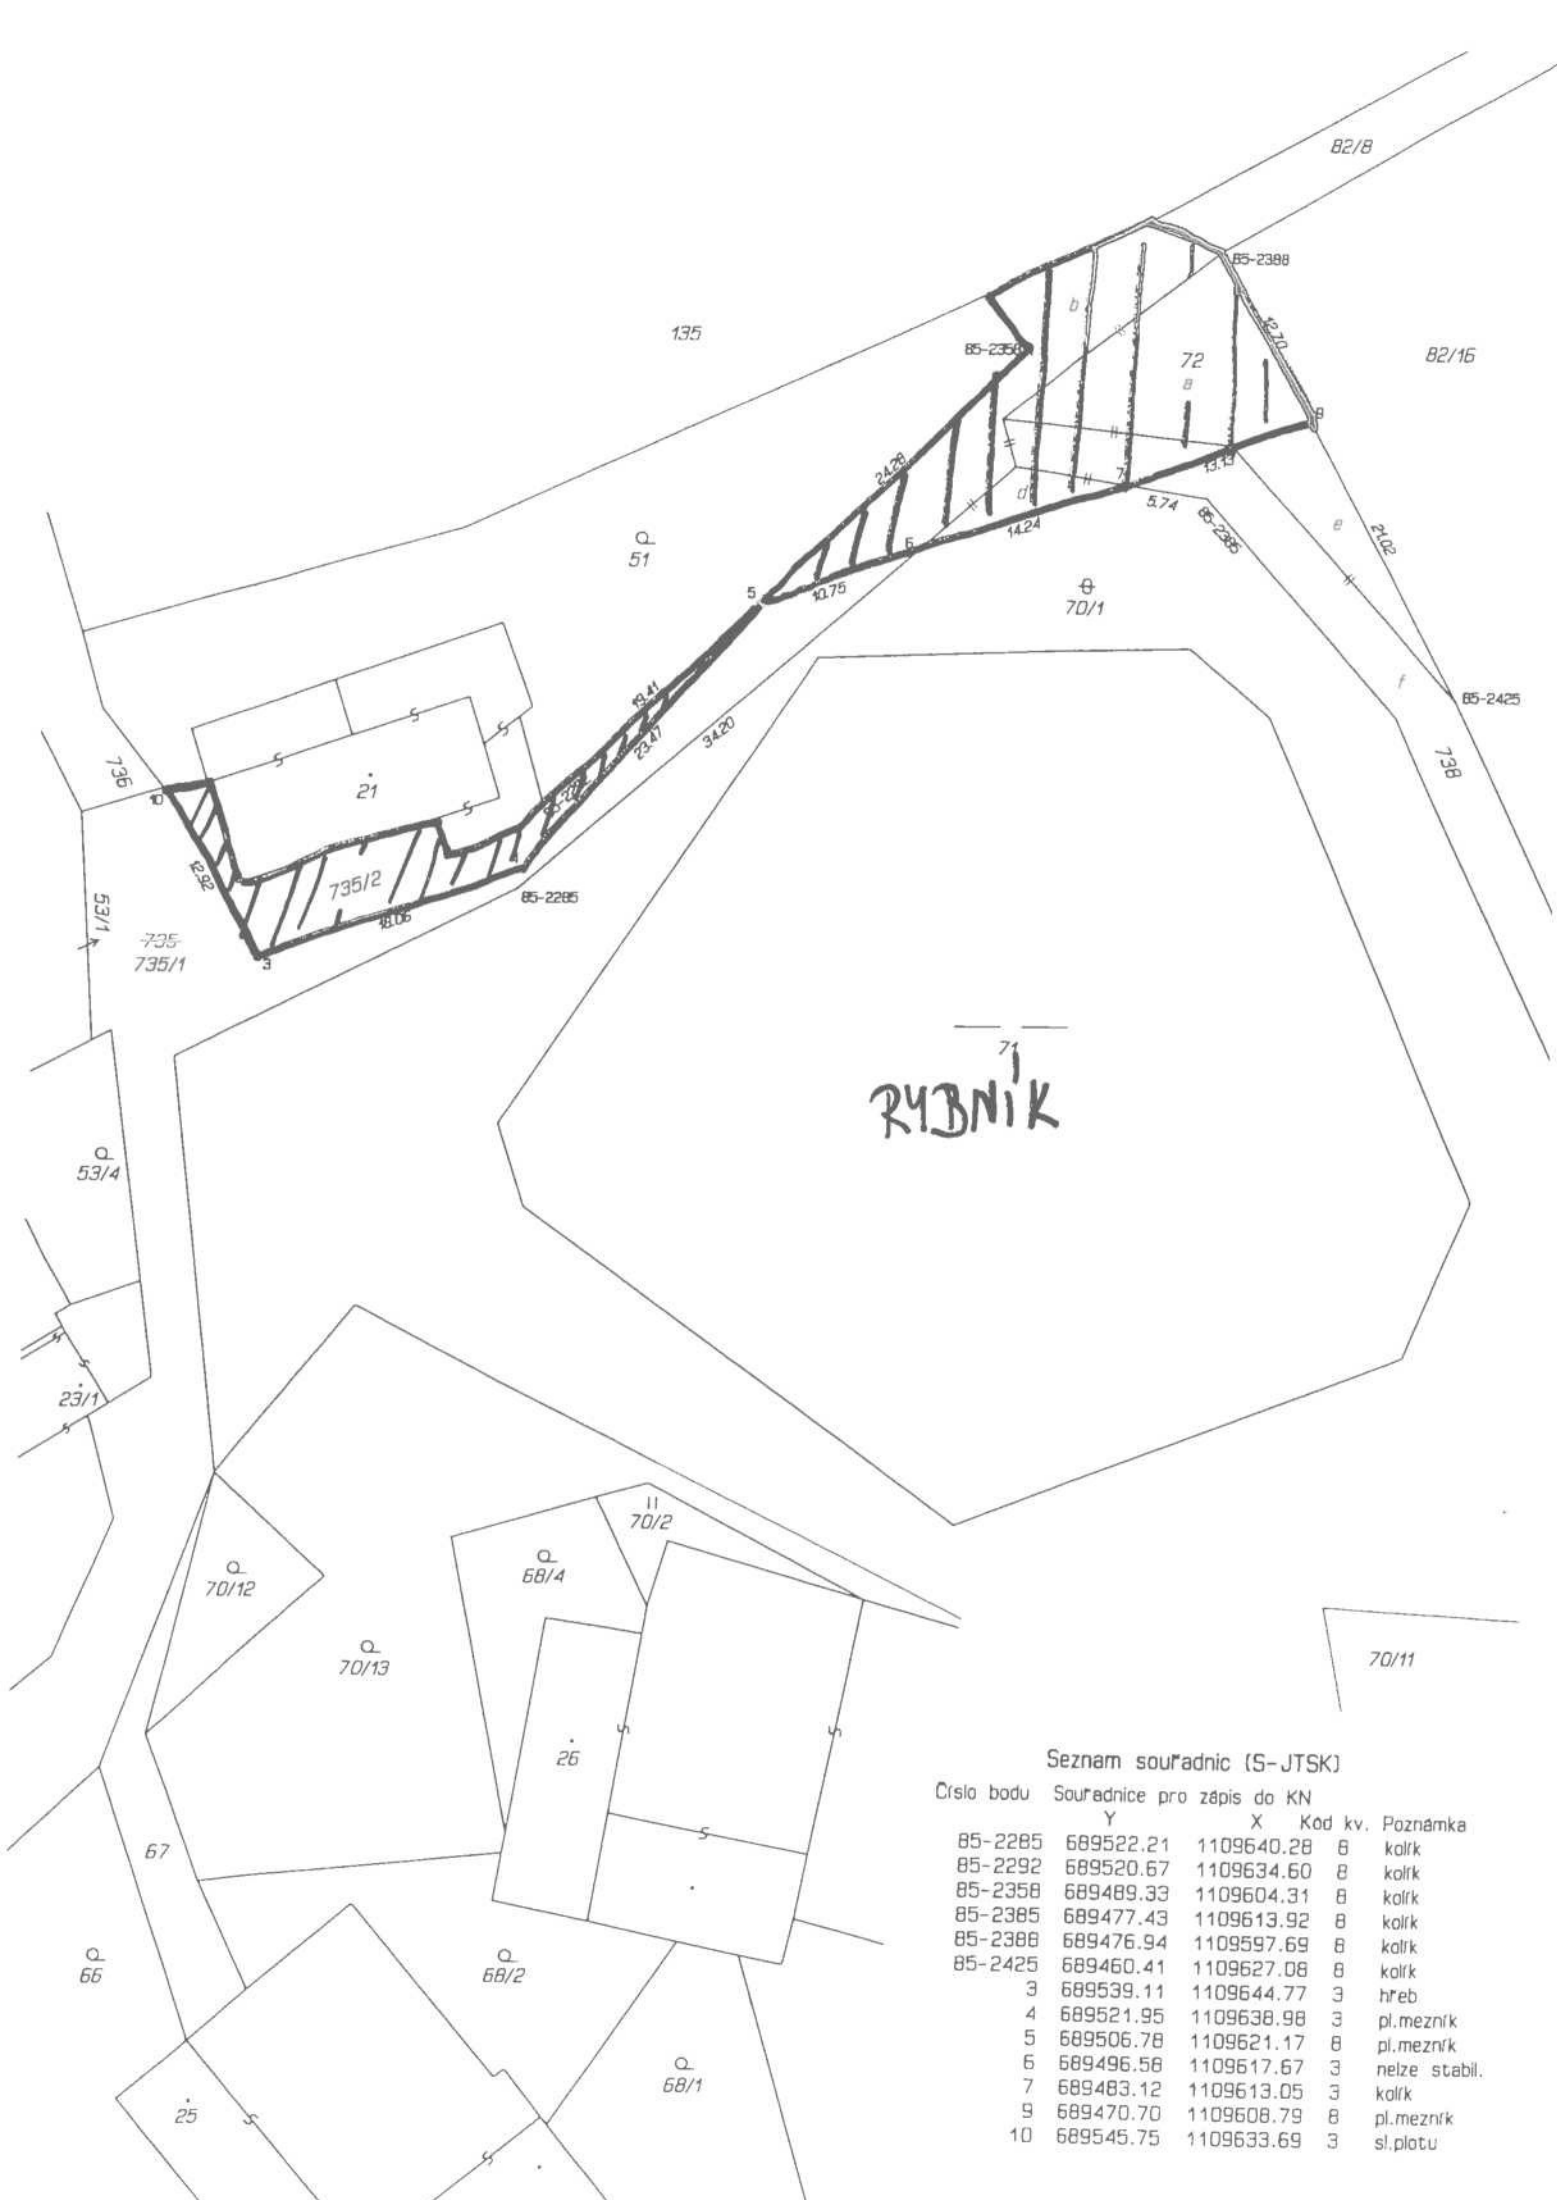 82/8
85-2388
b
135
12.70
82/16
85-2358
72
a
9
24.28
7
13.13
d
5.74
85-2385
14.24
e
21.02
51
6
5
10.75
70/1
f
85-2425
19.41
23.47
34.20
738
736
10
21
12.92
735/2
85-2285
18.06
53/1
735
735/1
3
71
RYBNÍK
53/4
23/1
70/2
68/4
70/12
70/13
70/11
26
67
66
68/2
68/1
25
Seznam souřadnic (S-JTSK)
Číslo bodu Souřadnice pro zápis do KN
Y X Kód kv. Poznámka
85-2285 689522.21 1109640.28 8 kolík
85-2292 689520.67 1109634.60 8 kolík
85-2358 689489.33 1109604.31 8 kolík
85-2385 689477.43 1109613.92 8 kolík
85-2388 689476.94 1109597.69 8 kolík
85-2425 689460.41 1109627.08 8 kolík
3 689539.11 1109644.77 3 hřeb
4 689521.95 1109638.98 3 pl.mezník
5 689506.78 1109621.17 8 pl.mezník
6 689496.58 1109617.67 3 nelze stabil.
7 689483.12 1109613.05 3 kolík
9 689470.70 1109608.79 8 pl.mezník
10 689545.75 1109633.69 3 sl.plotu